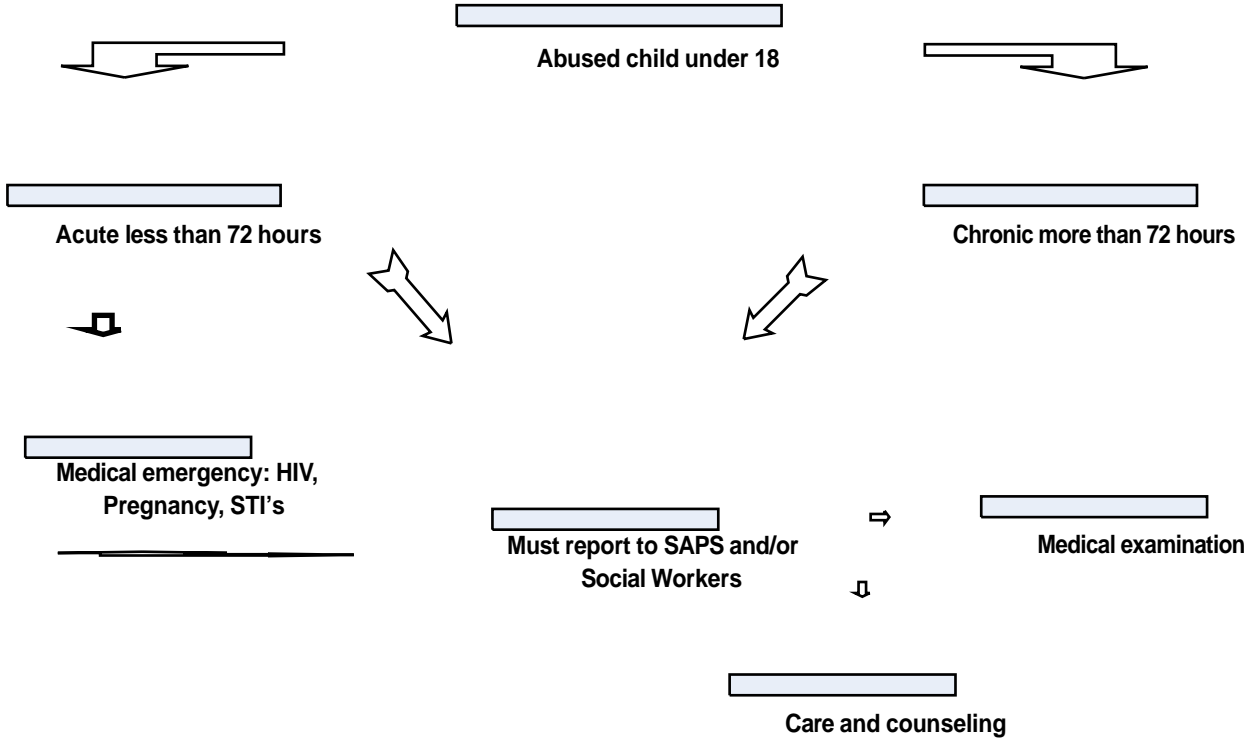 Abused child under 18
Acute less than 72 hours
Chronic more than 72 hours
Medical emergency: HIV,
Pregnancy, STI’s
Must report to SAPS and/or
Social Workers
Medical examination
Care and counseling